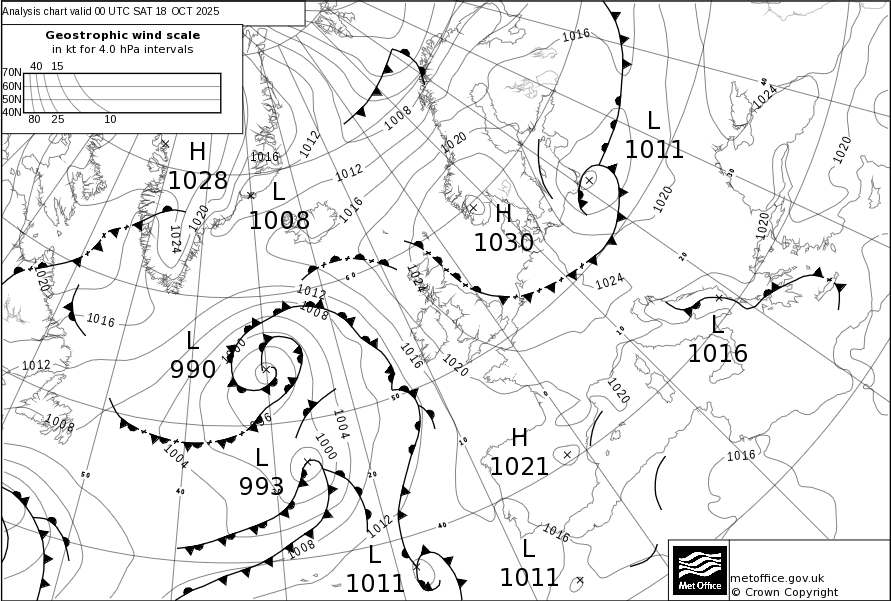 Analysis chart valid 00 UTC SAT 18 OCT 2025
Geostrophic wind scale
in kt for 4.0 hPa intervals
40 15
70N
60N
50N
40N
80 25 10
1016
1024
1020
1008
1012
1020
1016
1012
L
1011
H
1028
L
1008
1016
1020
1024
H
1030
1020
1020
1020
1024
1024
1012
1008
1016
L
1016
L
990
1000
1016
1020
1012
1020
1008
996
1004
1004
1000
H
1021
1016
L
993
1012
1016
1008
L
1011
L
1011
40
30
20
10
0
60
50
10
20
30
40
50
40
Met Office
metoffice.gov.uk
© Crown Copyright